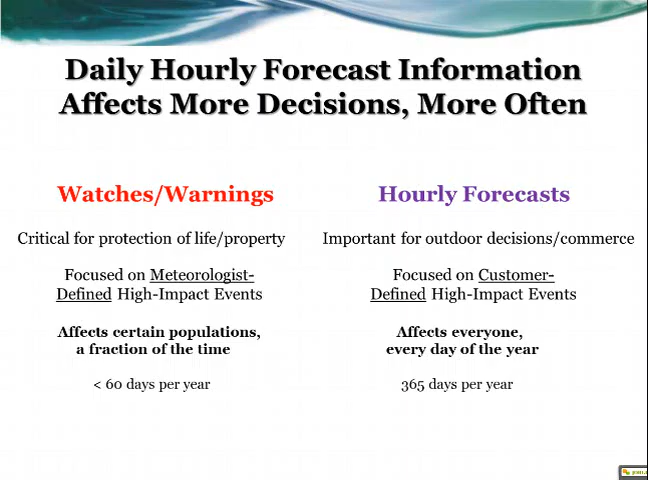 Daily Hourly Forecast Information
Affects More Decisions, More Often
Watches/Warnings
Critical for protection of life/property
Focused on Meteorologist-
Defined High-Impact Events
Affects certain populations,
a fraction of the time
< 60 days per year
Hourly Forecasts
Important for outdoor decisions/commerce
Focused on Customer-
Defined High-Impact Events
Affects everyone,
every day of the year
365 days per year